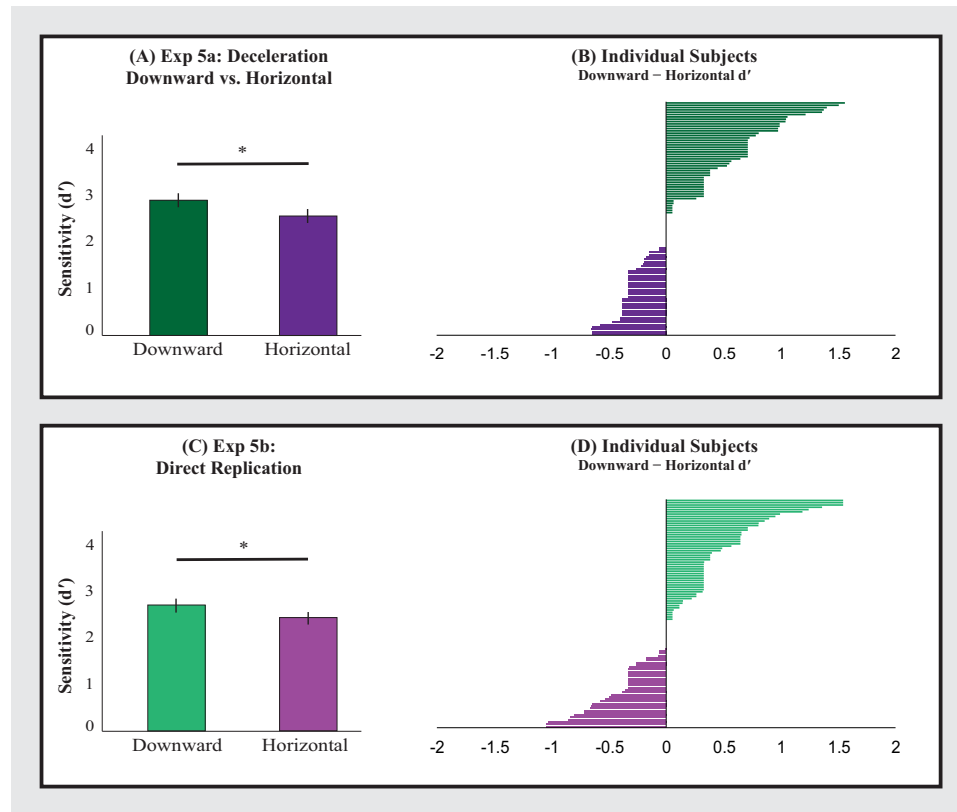 (A) Exp 5a: Deceleration
Downward vs. Horizontal
Sensitivity (d′)
4
3
2
1
0
*
Downward Horizontal
(B) Individual Subjects
Downward − Horizontal d′
-2 -1.5 -1 -0.5 0 0.5 1 1.5 2
(C) Exp 5b:
Direct Replication
Sensitivity (d′)
4
3
2
1
0
*
Downward Horizontal
(D) Individual Subjects
Downward − Horizontal d′
-2 -1.5 -1 -0.5 0 0.5 1 1.5 2